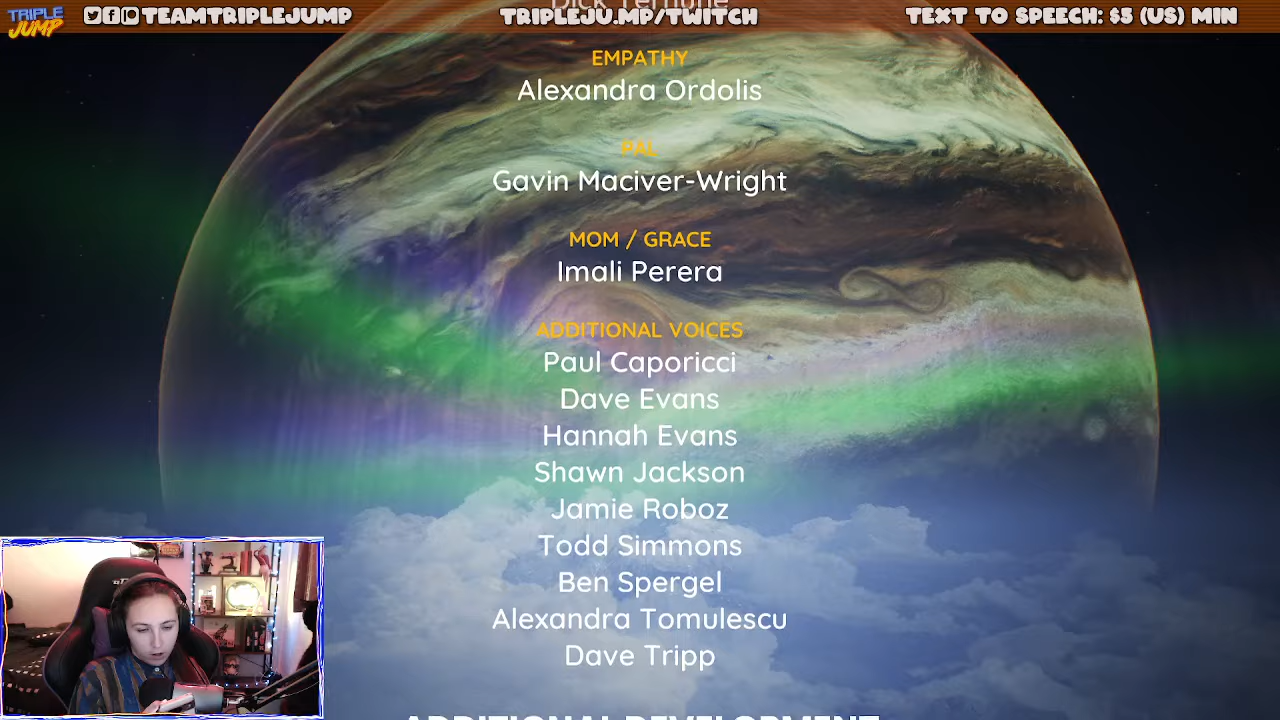 TRIPLE JUMP
TEAMTRIPLEJUMP
TRIPLEJU.MP/TWITCH
TEXT TO SPEECH: $5 (US) MIN
EMPATHY
Alexandra Ordolis
PAL
Gavin Maciver-Wright
MOM / GRACE
Imali Perera
ADDITIONAL VOICES
Paul Caporicci
Dave Evans
Hannah Evans
Shawn Jackson
Jamie Roboz
Todd Simmons
Ben Spergel
Alexandra Tomulescu
Dave Tripp
ADDITIONAL DEVELOPMENT